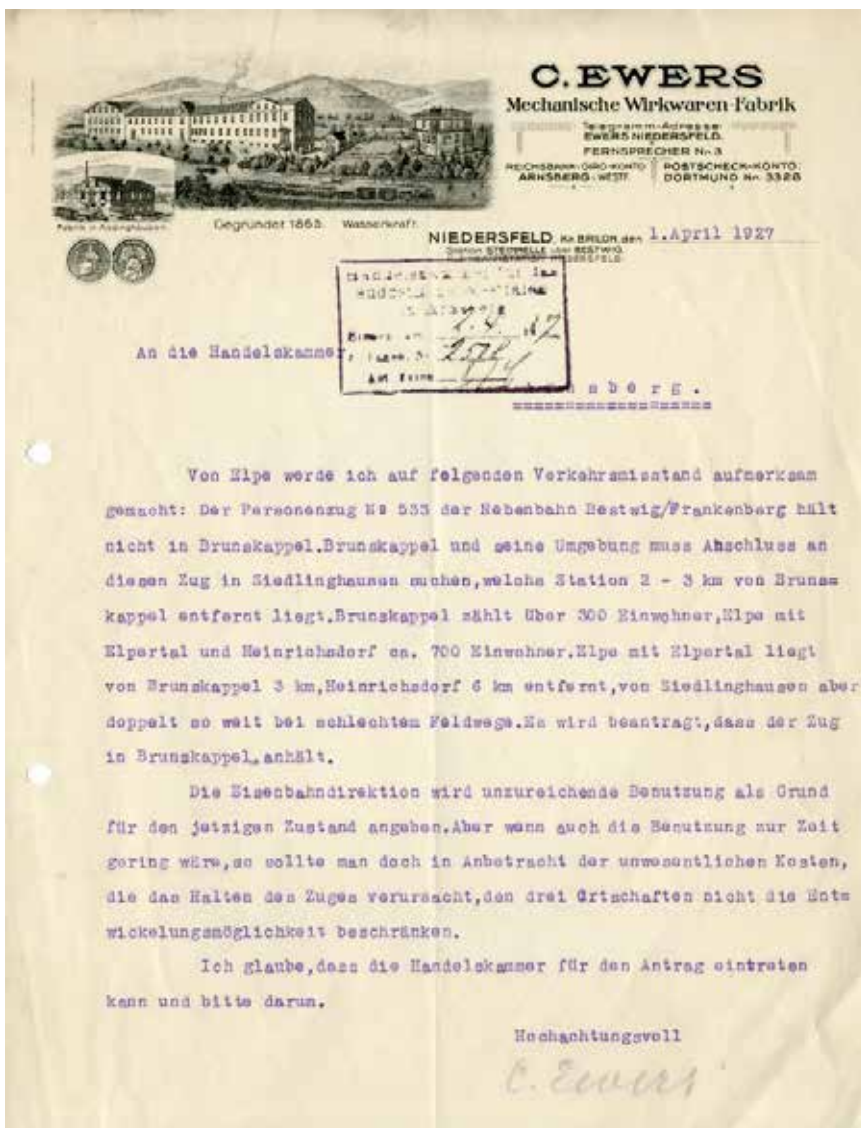 C. EWERS
Mechanische Wirkwaren-Fabrik
Telegramm-Adresse:
EWERS NIEDERSFELD.
FERNSPRECHER Nr. 3
REICHSBANK-GIRO-KONTO
ARNSBERG-WESTF.
POSTSCHECK-KONTO:
DORTMUND Nr. 3328
Gegründet 1865. Wasserkraft.
NIEDERSFELD, Kr. BRILON, den 1.April 1927
An die Handelskammer
sberg.
Von Elpe werde ich auf folgenden Verkehrsmisstand aufmerksam
gemacht: Der Personenzug № 533 der Nebenbahn Bestwig/Frankenberg hält
nicht in Brunskappel.Brunskappel und seine Umgebung muss Abschluss an
diesen Zug in Siedlinghausen suchen,welche Station 2 - 3 km von Bruns=
kappel entfernt liegt.Brunskappel zählt über 300 Einwohner,Elpe mit
Elpertal und Heinrichsdorf ca. 700 Einwohner.Elpe mit Elpertal liegt
von Brunskappel 3 km,Heinrichsdorf 6 km entfernt,von Siedlinghausen aber
doppelt so weit bei schlechtem Feldwege.Es wird beantragt,dass der Zug
in Brunskappel anhält.
Die Eisenbahndirektion wird unzureichende Benutzung als Grund
für den jetzigen Zustand angeben.Aber wenn auch die Benutzung zur Zeit
gering wäre,so sollte man doch in Anbetracht der unwesentlichen Kosten,
die das Halten des Zuges verursacht,den drei Ortschaften nicht die Ent=
wickelungsmöglichkeit beschränken.
Ich glaube,dass die Handelskammer für den Antrag eintreten
kann und bitte darum.
Hochachtungsvoll
C. Ewers